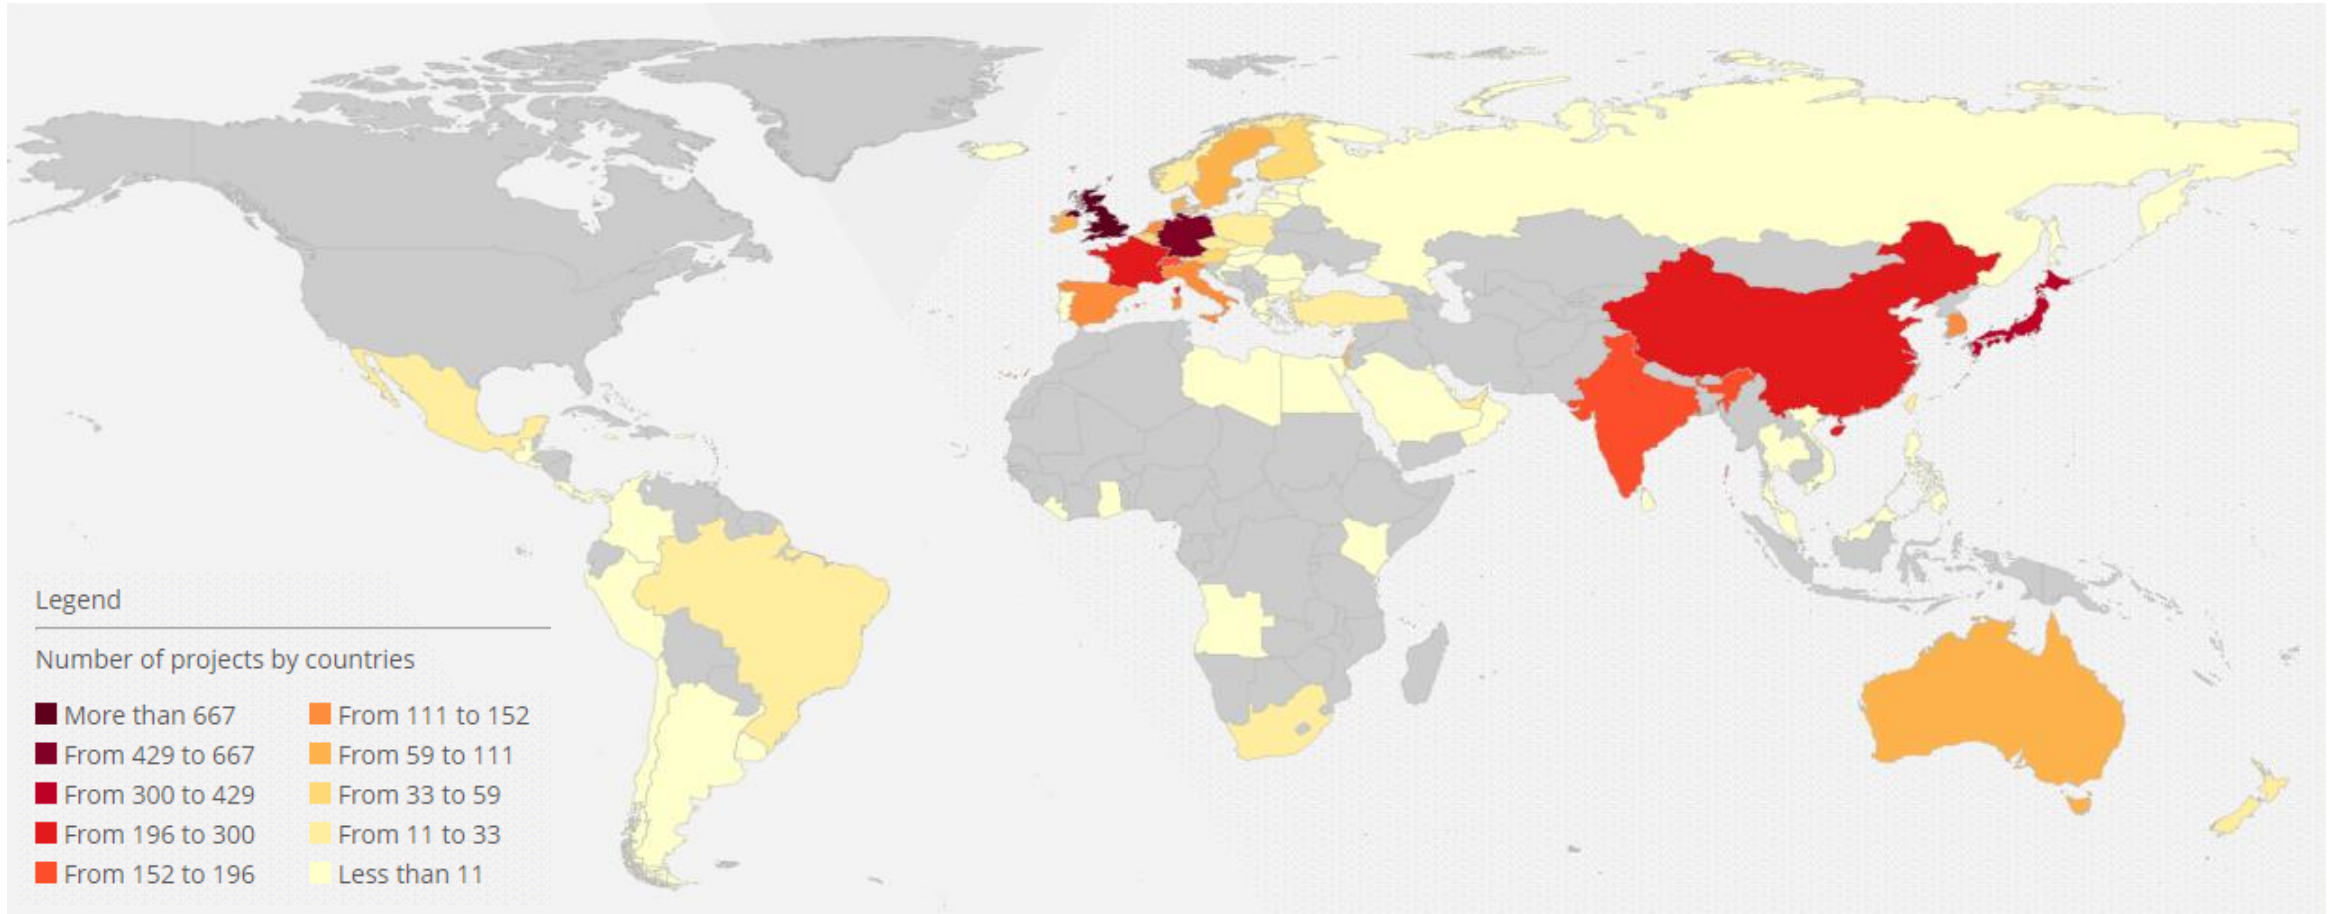 Legend
Number of projects by countries
More than 667
From 429 to 667
From 300 to 429
From 196 to 300
From 152 to 196
From 111 to 152
From 59 to 111
From 33 to 59
From 11 to 33
Less than 11